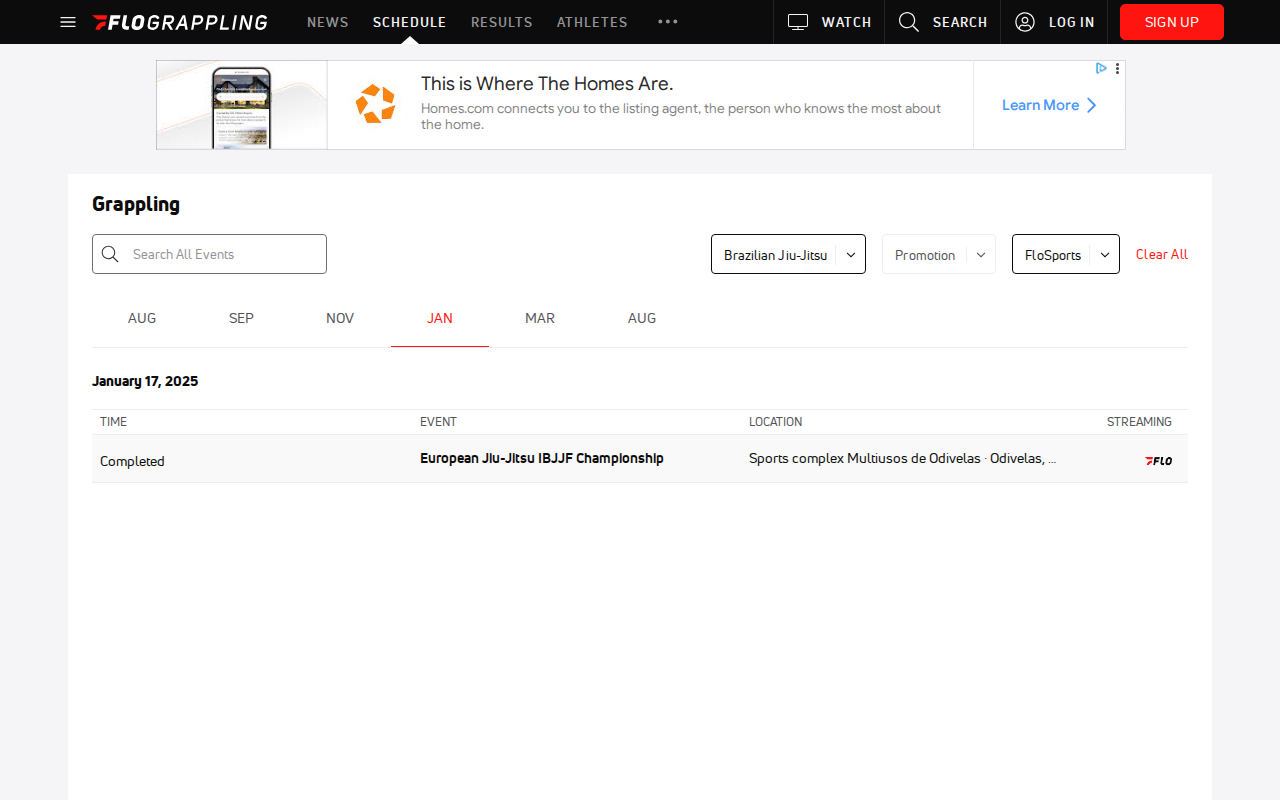 FLOGRAPPLING NEWS SCHEDULE RESULTS ATHLETES ••• WATCH SEARCH LOG IN SIGN UP
This is Where The Homes Are.
Homes.com connects you to the listing agent, the person who knows the most about
the home.
Learn More
Grappling
Search All Events
Brazilian Jiu-Jitsu Promotion FloSports Clear All
AUG SEP NOV JAN MAR AUG
January 17, 2025
TIME EVENT LOCATION STREAMING
Completed European Jiu-Jitsu IBJJF Championship Sports complex Multiusos de Odivelas · Odivelas, ... FLO